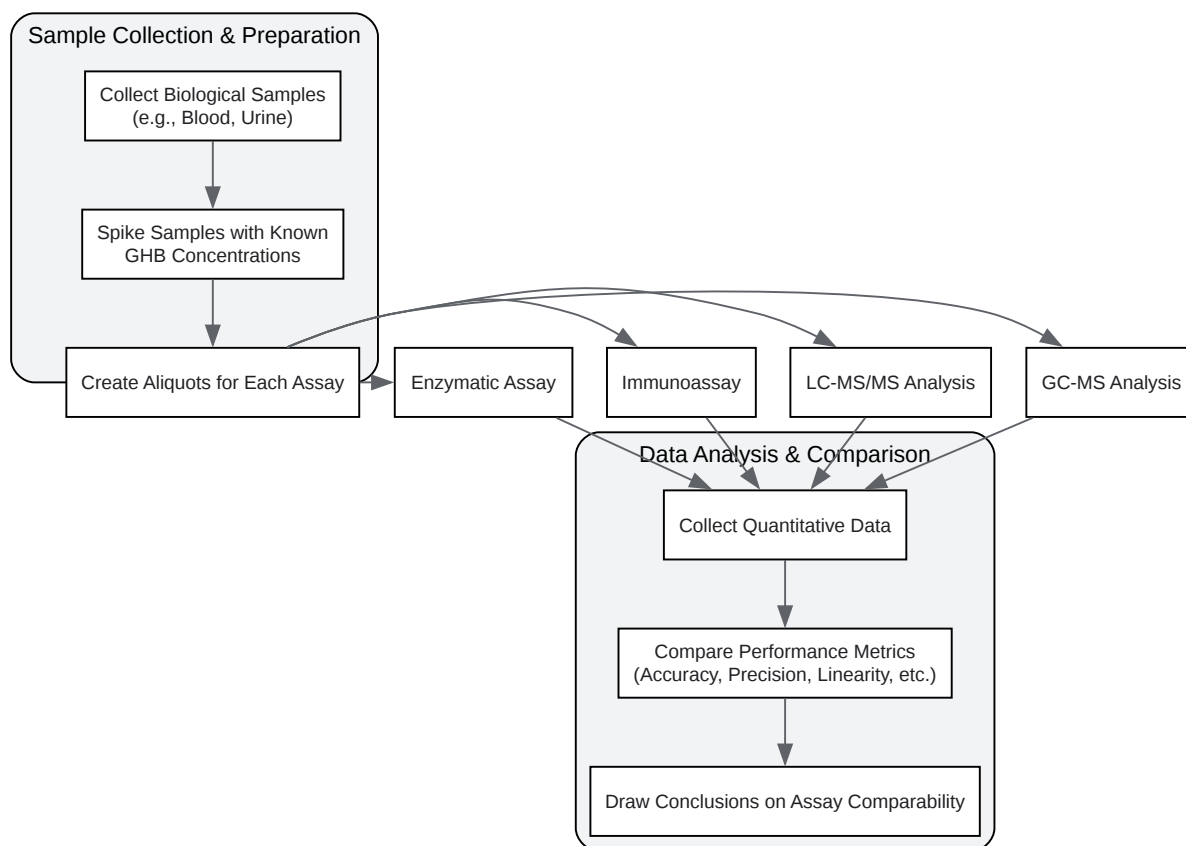 Sample Collection & Preparation
Collect Biological Samples
(e.g., Blood, Urine)
Spike Samples with Known
GHB Concentrations
Create Aliquots for Each Assay
Enzymatic Assay
Immunoassay
LC-MS/MS Analysis
GC-MS Analysis
Data Analysis & Comparison
Collect Quantitative Data
Compare Performance Metrics
(Accuracy, Precision, Linearity, etc.)
Draw Conclusions on Assay Comparability